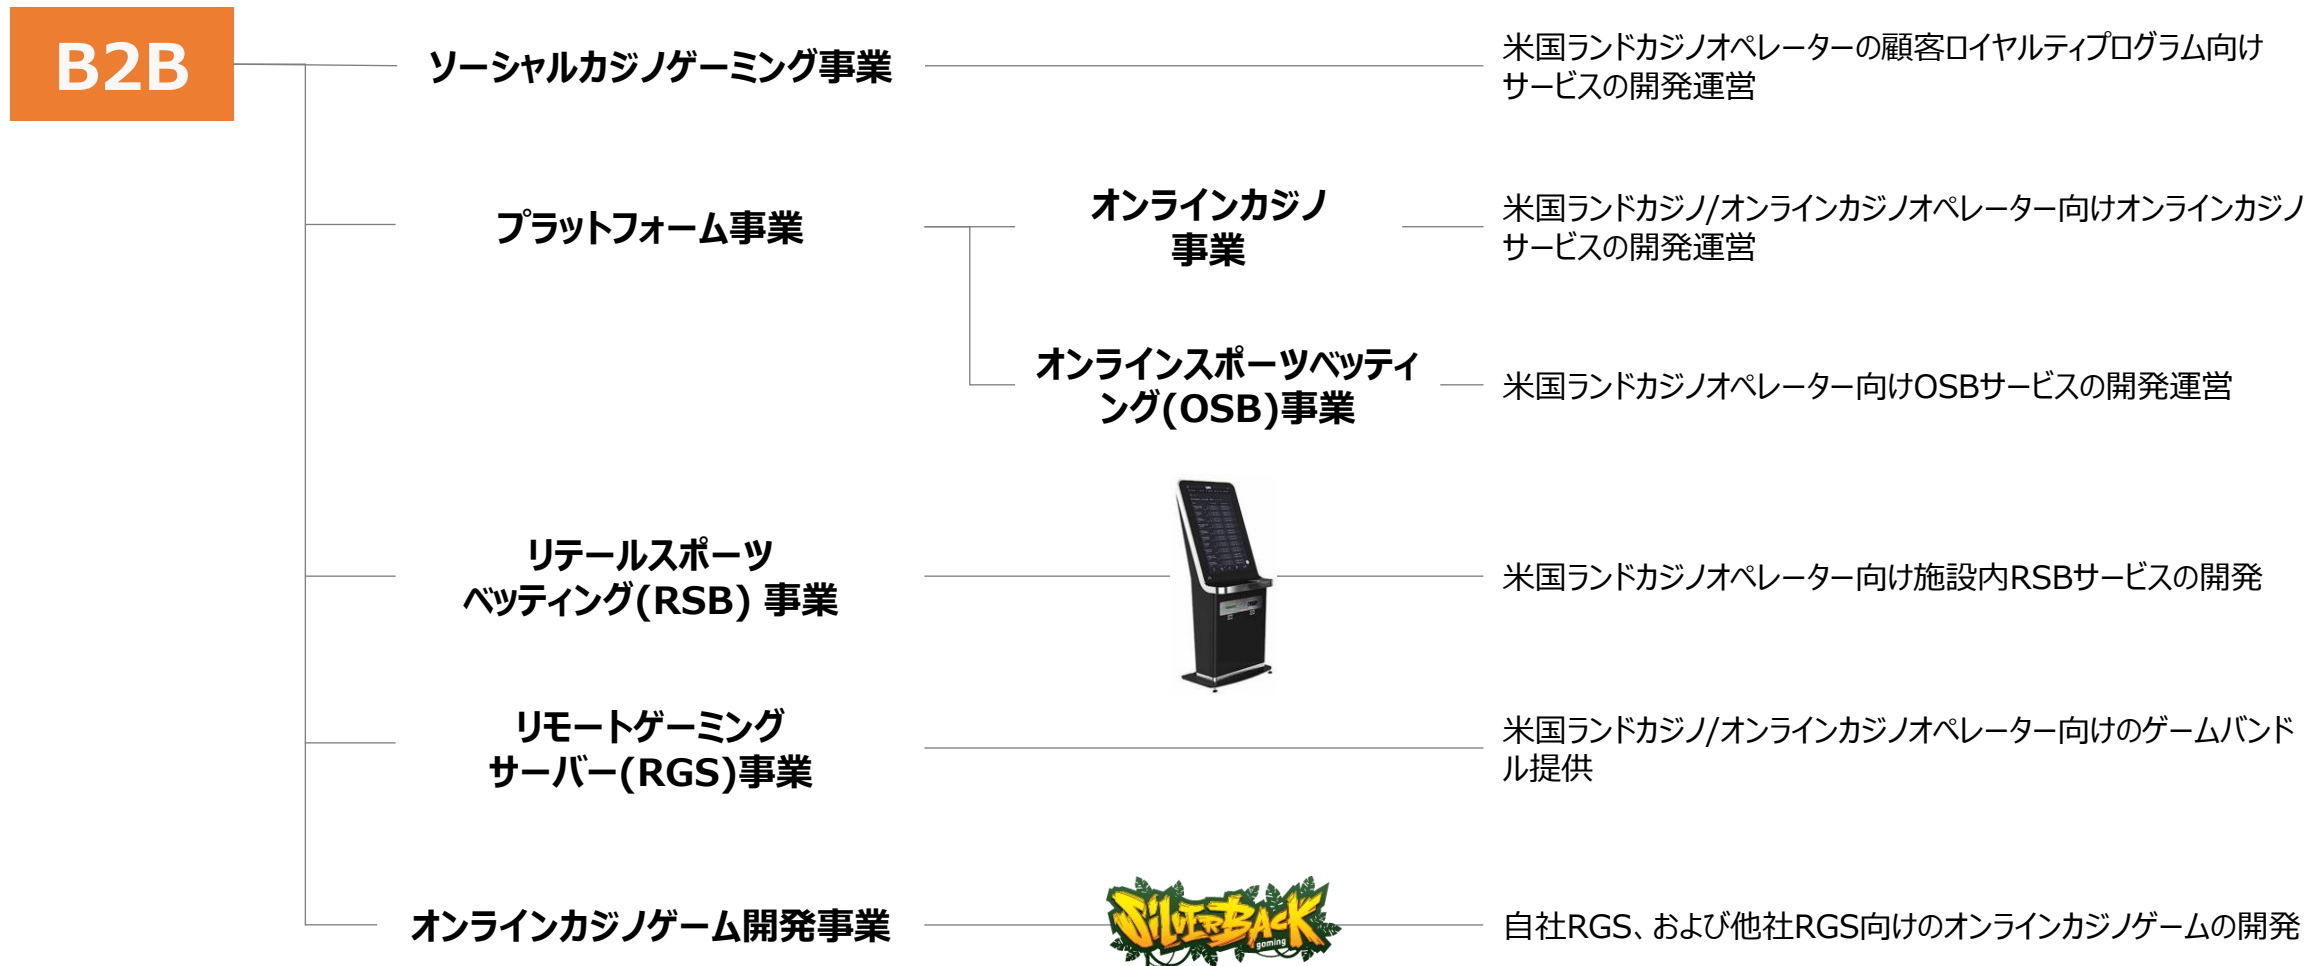 B2B
ソーシャルカジノゲーミング事業
米国ランドカジノオペレーターの顧客ロイヤルティプログラム向け
サービスの開発運営
プラットフォーム事業
オンラインカジノ
事業
米国ランドカジノ/オンラインカジノオペレーター向けオンラインカジノ
サービスの開発運営
オンラインスポーツベッティ
ング(OSB)事業
米国ランドカジノオペレーター向けOSBサービスの開発運営
リテールスポーツ
ベッティング(RSB) 事業
米国ランドカジノオペレーター向け施設内RSBサービスの開発
リモートゲーミング
サーバー(RGS)事業
米国ランドカジノ/オンラインカジノオペレーター向けのゲームバンド
ル提供
オンラインカジノゲーム開発事業
SILVERBACK
gaming
自社RGS、および他社RGS向けのオンラインカジノゲームの開発